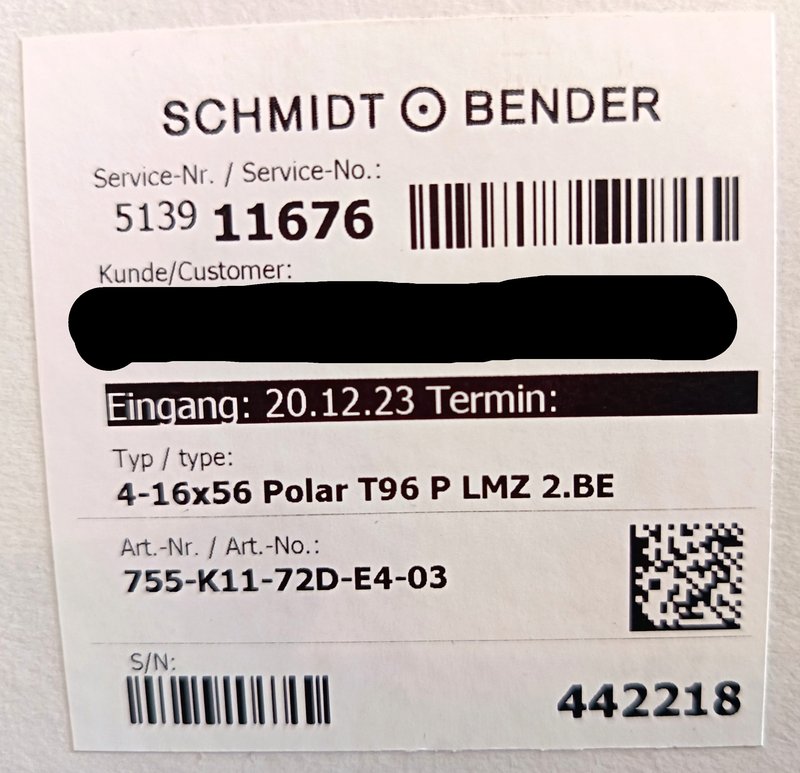 SCHMIDT BENDER
Service-Nr. / Service-No.:
5139 11676
Kunde/Customer:
Eingang: 20.12.23 Termin:
Typ / type:
4-16x56 Polar T96 P LMZ 2.BE
Art.-Nr. / Art.-No.:
755-K11-72D-E4-03
S/N:
442218